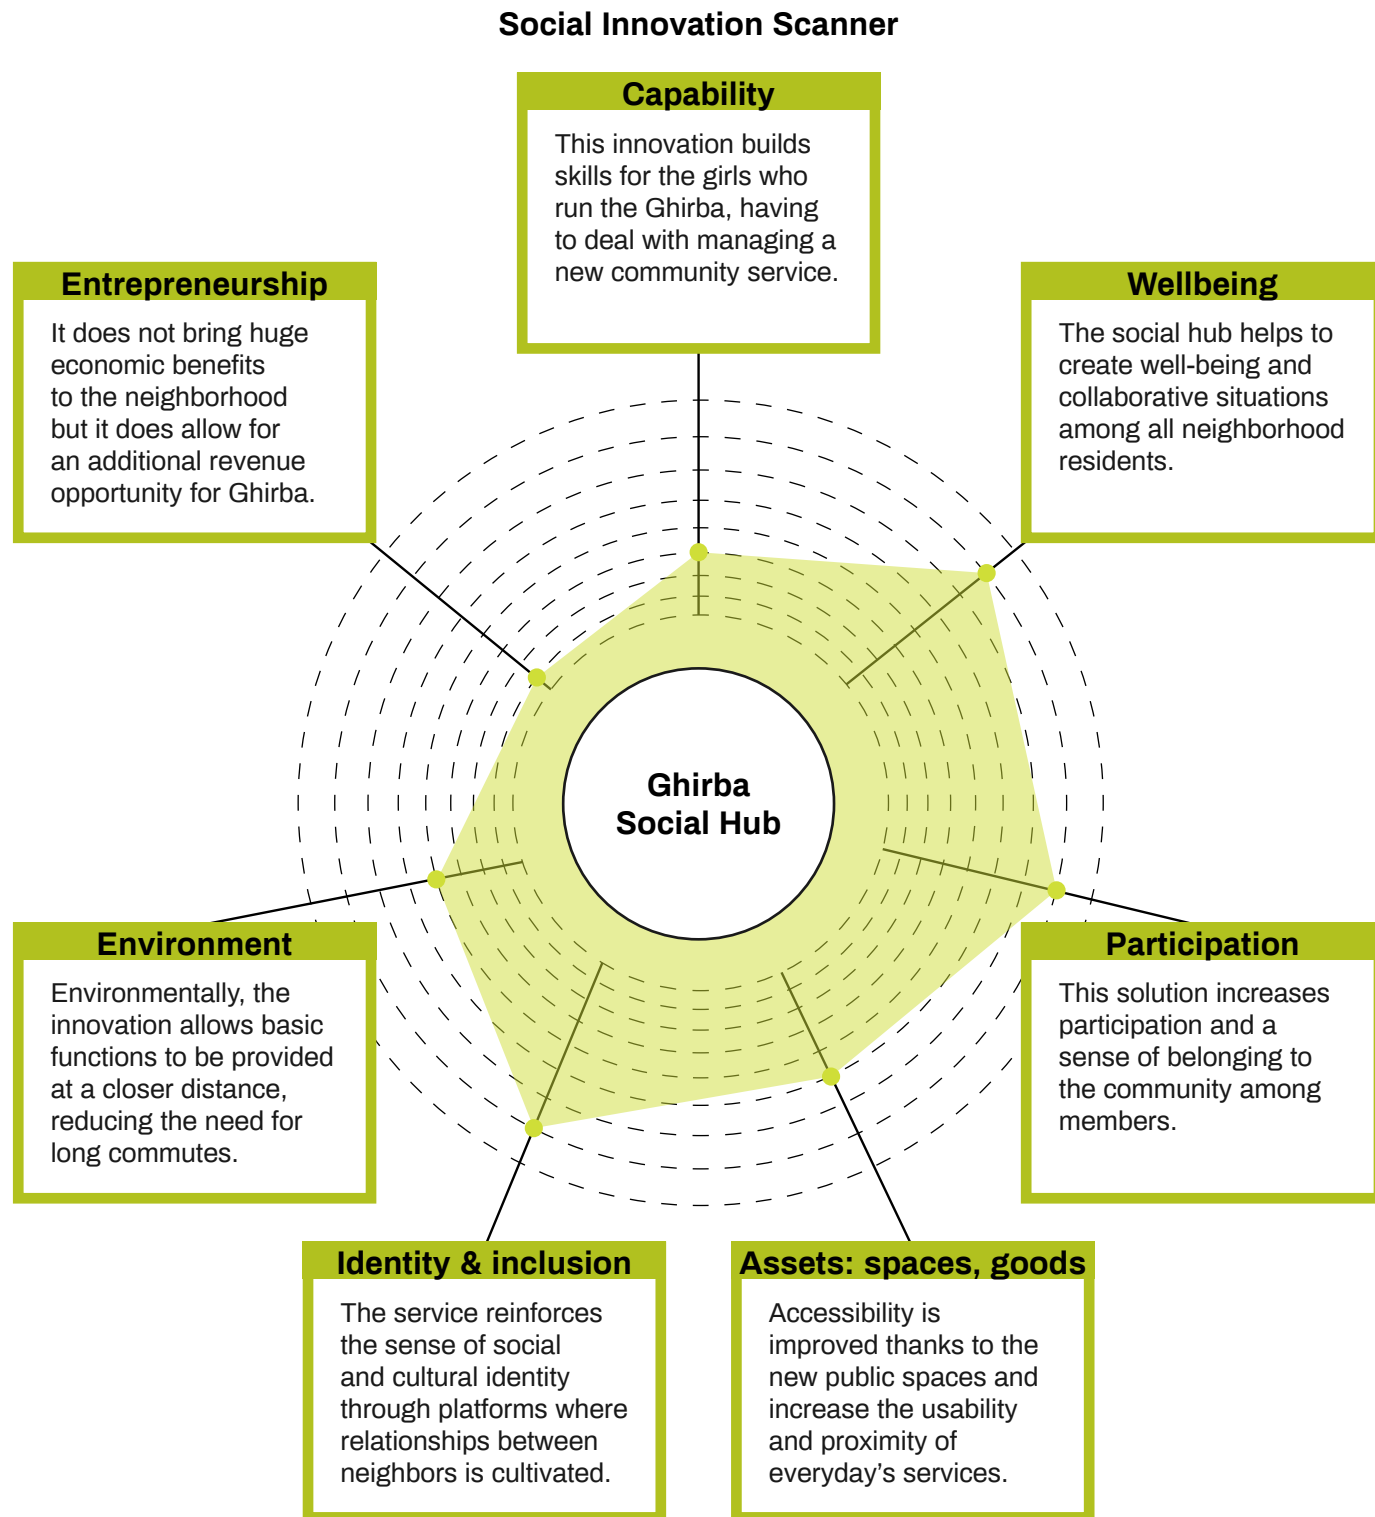 Social Innovation Scanner
Capability
This innovation builds
skills for the girls who
run the Ghirba, having
to deal with managing a
new community service.
Entrepreneurship
It does not bring huge
economic benefits
to the neighborhood
but it does allow for
an additional revenue
opportunity for Ghirba.
Wellbeing
The social hub helps to
create well-being and
collaborative situations
among all neighborhood
residents.
Ghirba
Social Hub
Environment
Environmentally, the
innovation allows basic
functions to be provided
at a closer distance,
reducing the need for
long commutes.
Participation
This solution increases
participation and a
sense of belonging to
the community among
members.
Identity & inclusion
The service reinforces
the sense of social
and cultural identity
through platforms where
relationships between
neighbors is cultivated.
Assets: spaces, goods
Accessibility is
improved thanks to the
new public spaces and
increase the usability
and proximity of
everyday’s services.